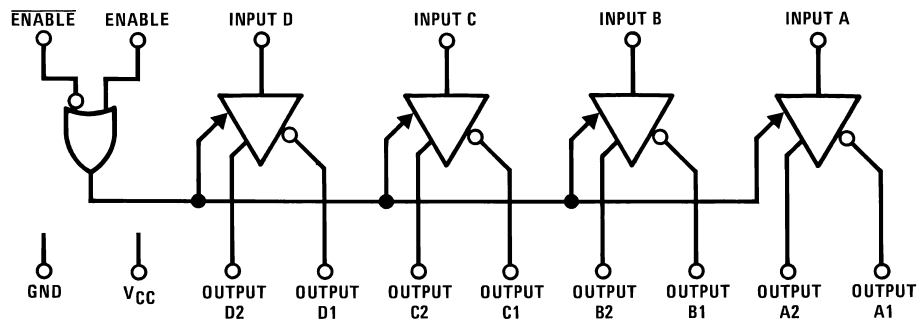 ENABLE ENABLE INPUT D INPUT C INPUT B INPUT A
GND VCC OUTPUT D2 OUTPUT D1 OUTPUT C2 OUTPUT C1 OUTPUT B2 OUTPUT B1 OUTPUT A2 OUTPUT A1